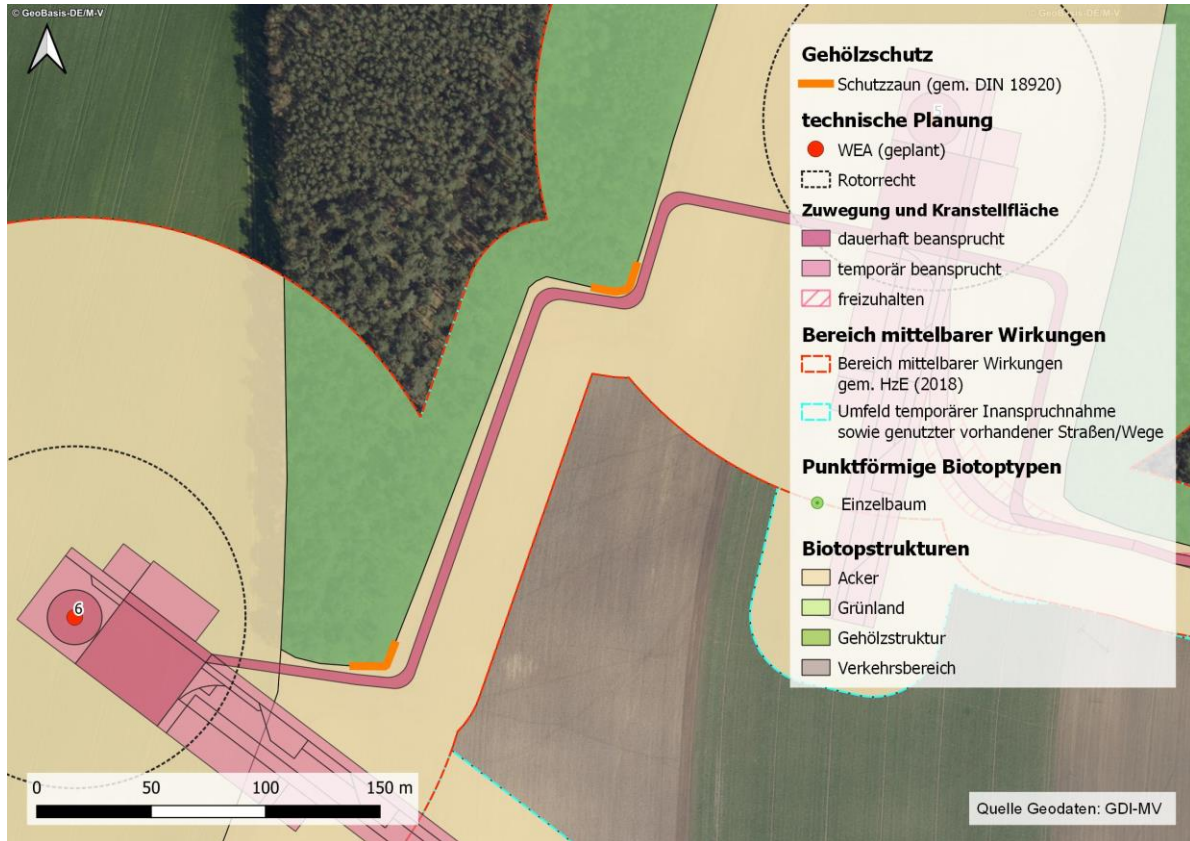 © GeoBasis-DE/M-V
© GeoBasis-DE/M-V
Gehölzschutz
Schutzzaun (gem. DIN 18920)
technische Planung
5
WEA (geplant)
Rotorrecht
Zuwegung und Kranstellfläche
dauerhaft beansprucht
temporär beansprucht
freizuhalten
Bereich mittelbarer Wirkungen
Bereich mittelbarer Wirkungen
gem. HzE (2018)
Umfeld temporärer Inanspruchnahme
sowie genutzter vorhandener Straßen/Wege
Punktförmige Biotoptypen
Einzelbaum
Biotopstrukturen
Acker
Grünland
Gehölzstruktur
Verkehrsbereich
6
0 50 100 150 m
Quelle Geodaten: GDI-MV